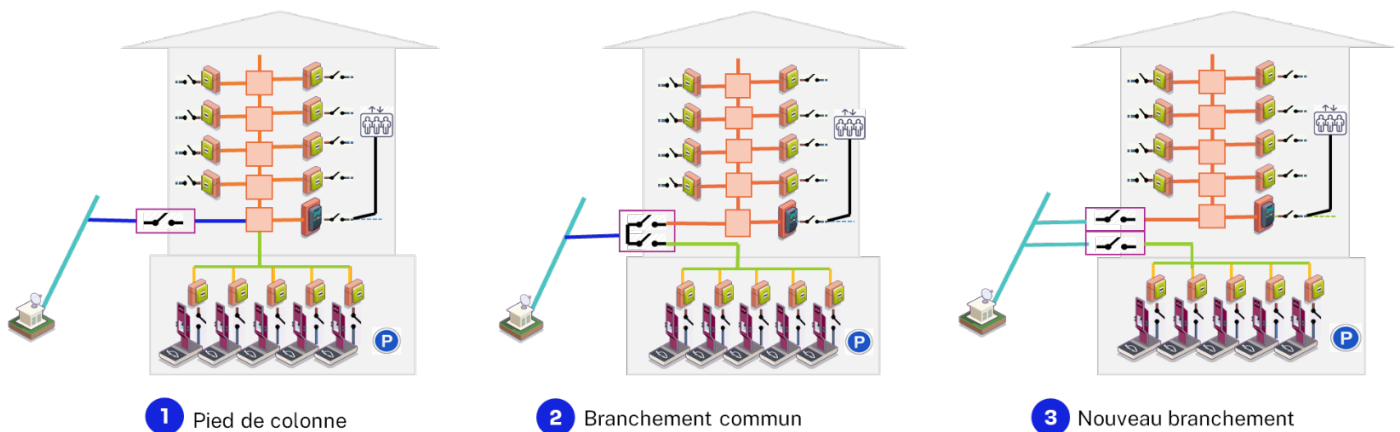 P
P
P
1 Pied de colonne
2 Branchement commun
3 Nouveau branchement